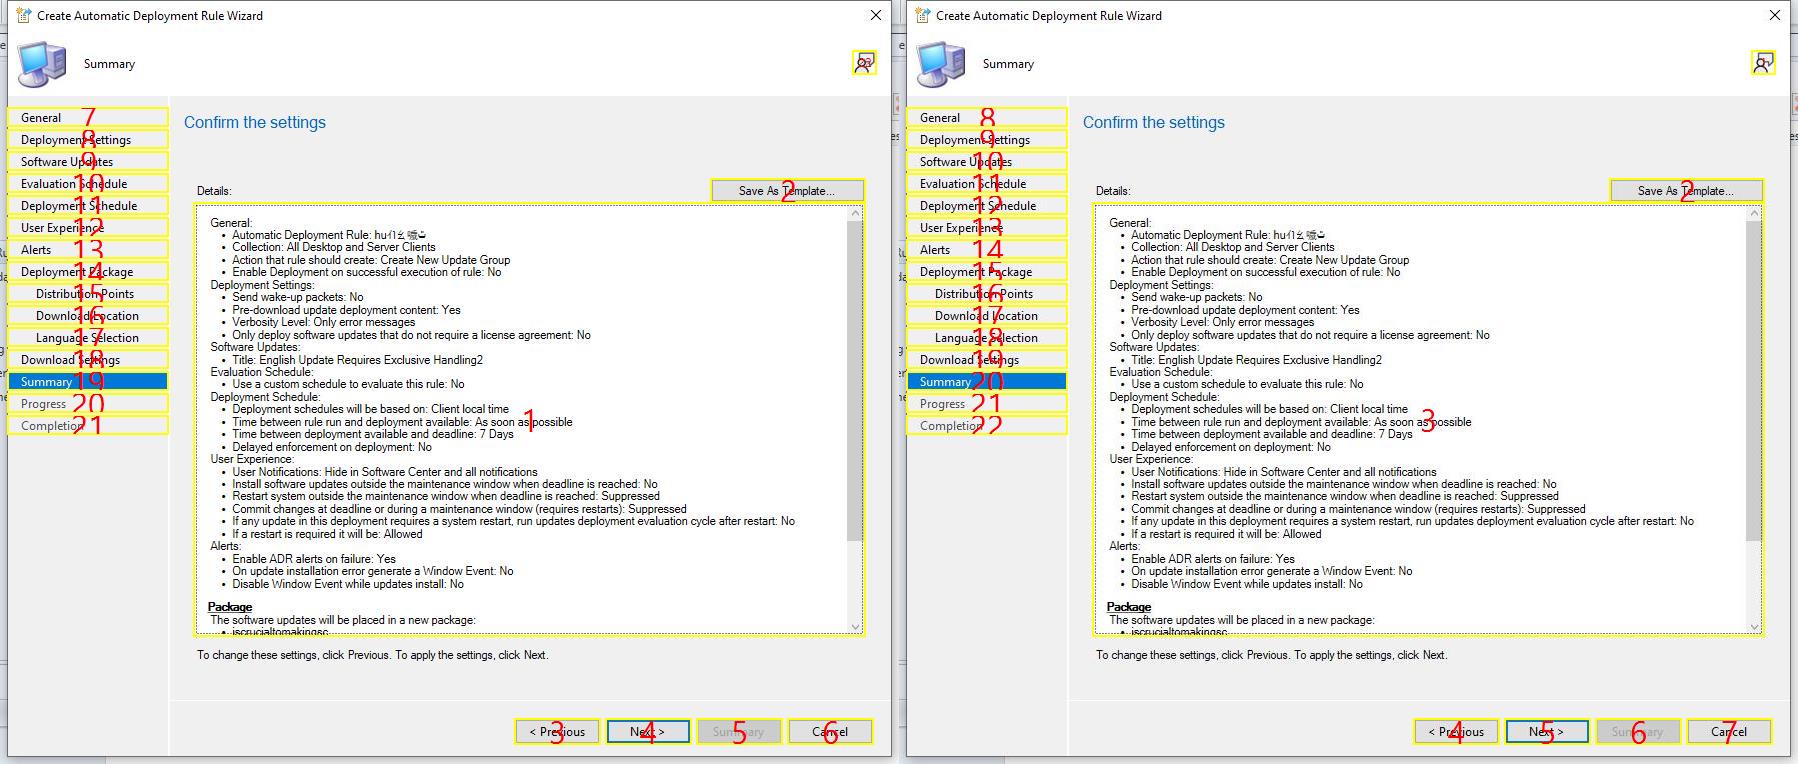 Create Automatic Deployment Rule Wizard
Summary
General 7
Deployment Settings 8
Software Updates 9
Evaluation Schedule 10
Deployment Schedule 11
User Experience 12
Alerts 13
Deployment Package 14
Distribution Points 15
Download Location 16
Language Selection 17
Download Settings 18
Summary 19
Progress 20
Completion 21
Confirm the settings
Details:
Save As Template... 2
General:
• Collection: All Desktop and Server Clients
• Action that rule should create: Create New Update Group
• Enable Deployment on successful execution of rule: No
Deployment Settings:
• Send wake-up packets: No
• Pre-download update deployment content: Yes
• Verbosity Level: Only error messages
• Only deploy software updates that do not require a license agreement: No
Software Updates:
• Title: English Update Requires Exclusive Handling2
Evaluation Schedule:
• Use a custom schedule to evaluate this rule: No
Deployment Schedule:
• Deployment schedules will be based on: Client local time
• Time between rule run and deployment available: As soon as possible
1
• Time between deployment available and deadline: 7 Days
• Delayed enforcement on deployment: No
User Experience:
• User Notifications: Hide in Software Center and all notifications
• Install software updates outside the maintenance window when deadline is reached: No
• Restart system outside the maintenance window when deadline is reached: Suppressed
• Commit changes at deadline or during a maintenance window (requires restarts): Suppressed
• If any update in this deployment requires a system restart, run updates deployment evaluation cycle after restart: No
• If a restart is required it will be: Allowed
Alerts:
• Enable ADR alerts on failure: Yes
• On update installation error generate a Window Event: No
• Disable Window Event while updates install: No
Package
The software updates will be placed in a new package:
• iscrucialtomakingsc
To change these settings, click Previous. To apply the settings, click Next.
< Previous 3
Next > 4
Summary 5
Cancel 6
Create Automatic Deployment Rule Wizard
Summary
General 8
Deployment Settings 9
Software Updates 10
Evaluation Schedule 11
Deployment Schedule 12
User Experience 13
Alerts 14
Deployment Package 15
Distribution Points 16
Download Location 17
Language Selection 18
Download Settings 19
Summary 20
Progress 21
Completion 22
Confirm the settings
Details:
Save As Template... 2
General:
• Collection: All Desktop and Server Clients
• Action that rule should create: Create New Update Group
• Enable Deployment on successful execution of rule: No
Deployment Settings:
• Send wake-up packets: No
• Pre-download update deployment content: Yes
• Verbosity Level: Only error messages
• Only deploy software updates that do not require a license agreement: No
Software Updates:
• Title: English Update Requires Exclusive Handling2
Evaluation Schedule:
• Use a custom schedule to evaluate this rule: No
Deployment Schedule:
• Deployment schedules will be based on: Client local time
• Time between rule run and deployment available: As soon as possible
3
• Time between deployment available and deadline: 7 Days
• Delayed enforcement on deployment: No
User Experience:
• User Notifications: Hide in Software Center and all notifications
• Install software updates outside the maintenance window when deadline is reached: No
• Restart system outside the maintenance window when deadline is reached: Suppressed
• Commit changes at deadline or during a maintenance window (requires restarts): Suppressed
• If any update in this deployment requires a system restart, run updates deployment evaluation cycle after restart: No
• If a restart is required it will be: Allowed
Alerts:
• Enable ADR alerts on failure: Yes
• On update installation error generate a Window Event: No
• Disable Window Event while updates install: No
Package
The software updates will be placed in a new package:
• iscrucialtomakingsc
To change these settings, click Previous. To apply the settings, click Next.
< Previous 4
Next > 5
Summary 6
Cancel 7